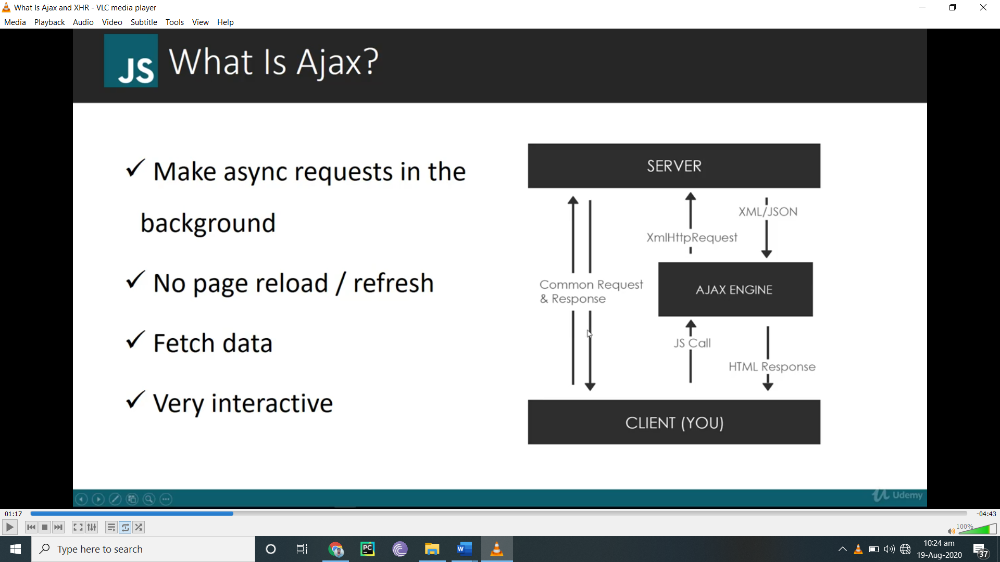 What Is Ajax and XHR - VLC media player
Media Playback Audio Video Subtitle Tools View Help
JS What Is Ajax?
✓ Make async requests in the
background
✓ No page reload / refresh
✓ Fetch data
✓ Very interactive
SERVER
XML/JSON
XmlHttpRequest
Common Request
& Response
AJAX ENGINE
JS Call
HTML Response
CLIENT (YOU)
Udemy
01:17
-04:43
100%
Type here to search
PC
W
10:24 am
19-Aug-2020
37